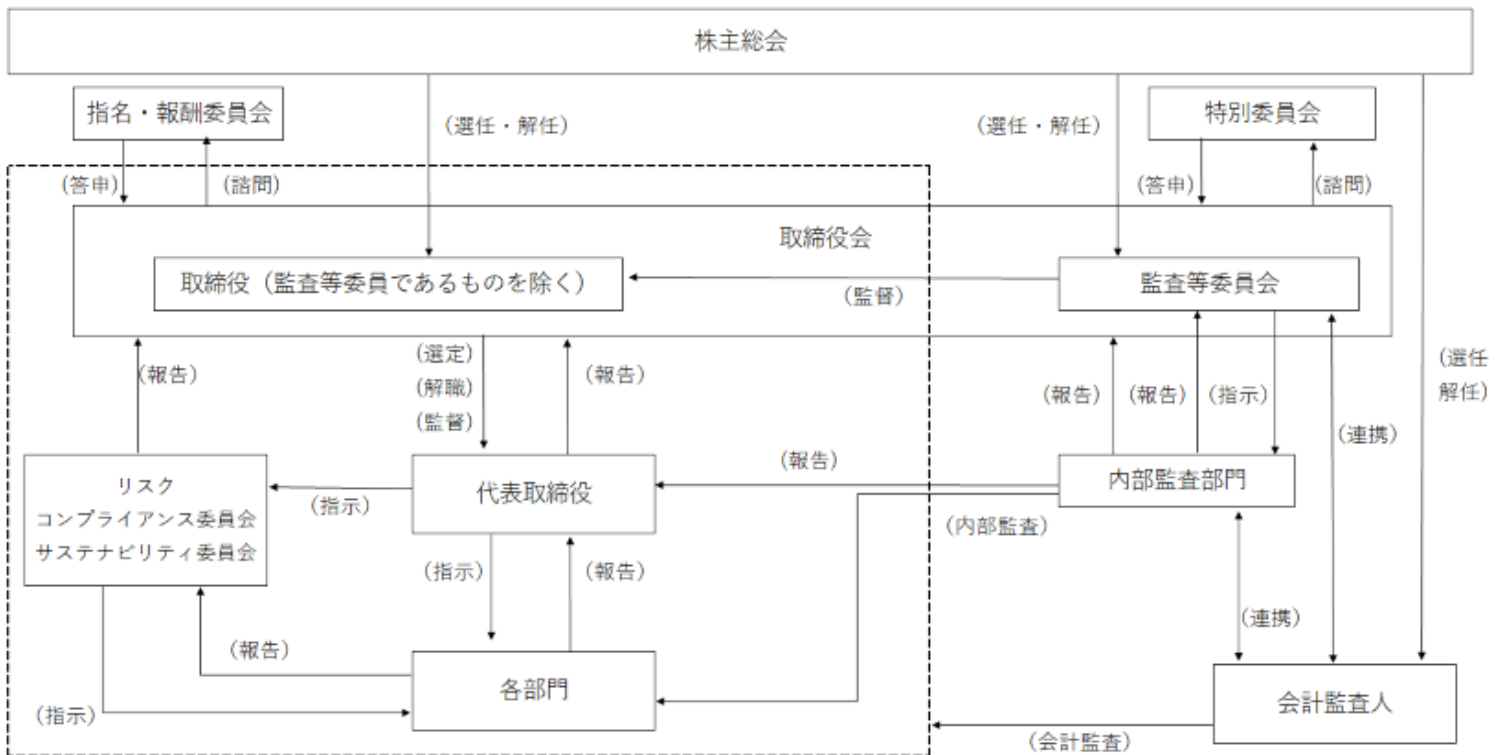 株主総会
指名・報酬委員会
(選任・解任)
(選任・解任)
特別委員会
(答申)
(諮問)
(答申)
(諮問)
取締役会
取締役（監査等委員であるものを除く）
(監督)
監査等委員会
(報告)
(選定)
(解職)
(監督)
(報告)
(報告)
(報告)
(指示)
(連携)
(選任
解任)
リスク
コンプライアンス委員会
サステナビリティ委員会
(指示)
代表取締役
(報告)
内部監査部門
(内部監査)
(指示)
(報告)
(連携)
(報告)
(指示)
各部門
会計監査人
(会計監査)